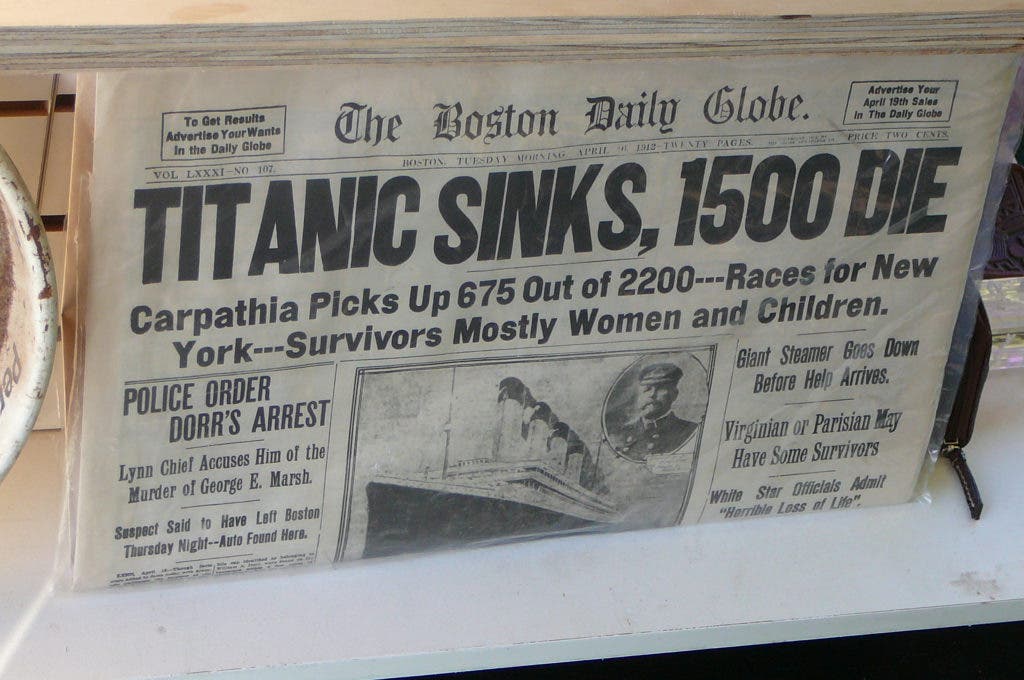 To Get Results
Advertise Your Wants
In the Daily Globe
The Boston Daily Globe.
Advertise Your
April 19th Sales
In The Daily Globe
VOL LXXXI-NO 107.
BOSTON, TUESDAY MORNING, APRIL 16, 1912-TWENTY PAGES.
PRICE TWO CENTS.
TITANIC SINKS, 1500 DIE
Carpathia Picks Up 675 Out of 2200---Races for New
York---Survivors Mostly Women and Children.
POLICE ORDER
DORR'S ARREST
Lynn Chief Accuses Him of the
Murder of George E. Marsh.
Suspect Said to Have Left Boston
Thursday Night--Auto Found Here.
Giant Steamer Goes Down
Before Help Arrives.
Virginian or Parisian May
Have Some Survivors
White Star Officials Admit
"Horrible Loss of Life".